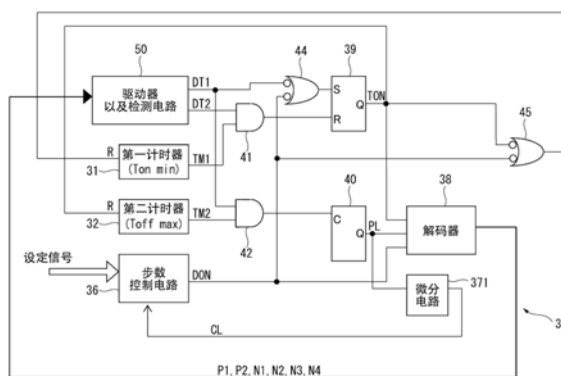 50
驱动器
以及检测电路
DT1
DT2
44
39
S
R
Q
TON
45
41
R
31
第一计时器
(Ton min)
TM1
R
32
第二计时器
(Toff max)
TM2
42
40
C
Q
PL
38
解码器
设定信号
36
步数
控制电路
DON
微分
电路
371
CL
3
P1, P2, N1, N2, N3, N4